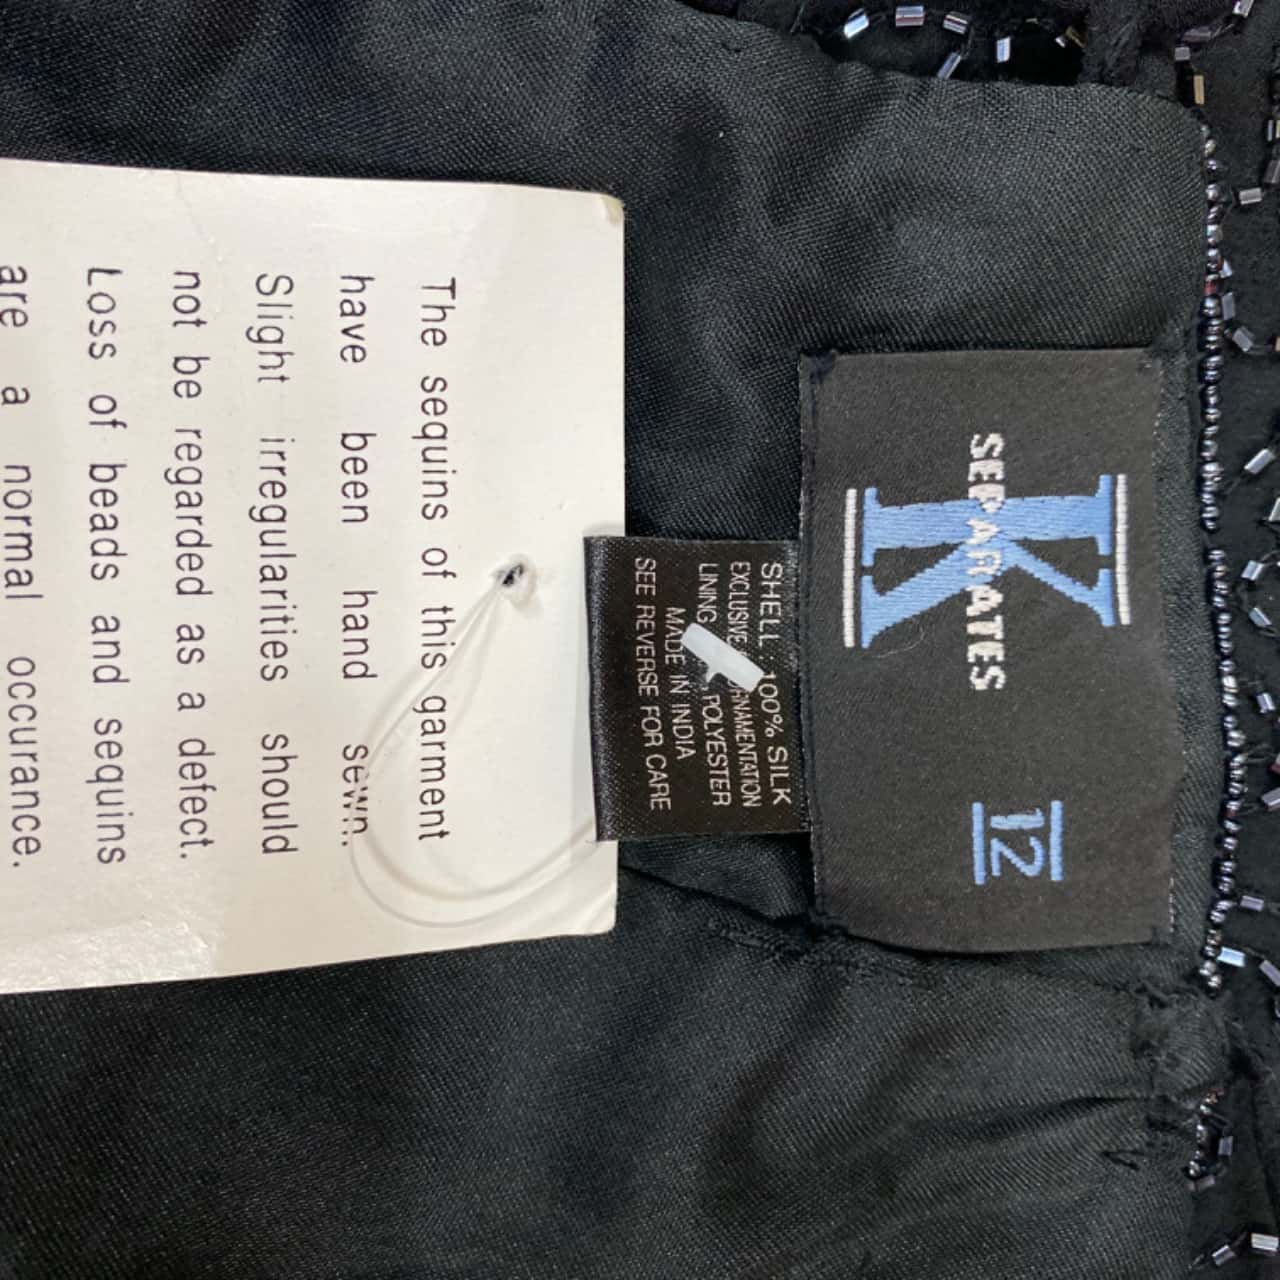 K
SEPARATES
12
SHELL 100% SILK
EXCLUSIVE
LINING POLYESTER
MADE IN INDIA
SEE REVERSE FOR CARE
The sequins of this garment
have been hand sewn.
Slight irregularities should
not be regarded as a defect.
Loss of beads and sequins
are a normal occurance.